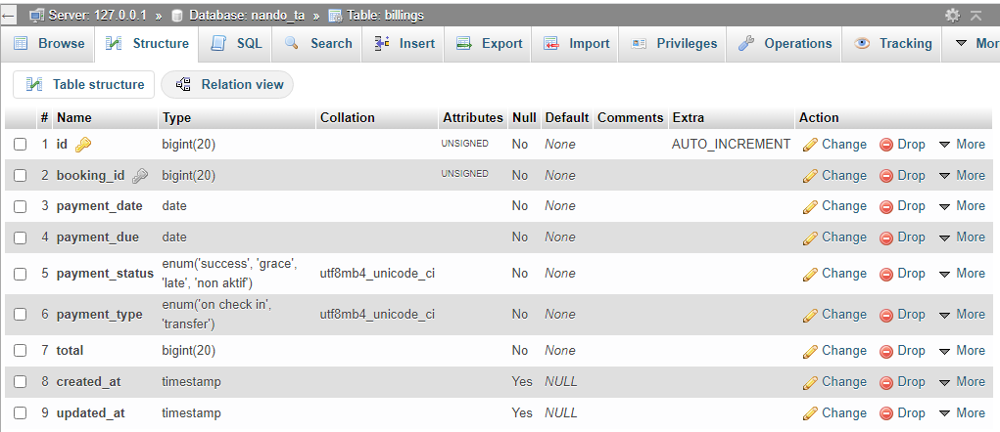 Server: 127.0.0.1 » Database: nando_ta » Table: billings
Browse Structure SQL Search Insert Export Import Privileges Operations Tracking Mor
Table structure Relation view
# Name Type Collation Attributes Null Default Comments Extra Action
1 id bigint(20) UNSIGNED No None AUTO_INCREMENT Change Drop More
2 booking_id bigint(20) UNSIGNED No None Change Drop More
3 payment_date date No None Change Drop More
4 payment_due date No None Change Drop More
5 payment_status enum('success', 'grace', 'late', 'non aktif') utf8mb4_unicode_ci No None Change Drop More
6 payment_type enum('on check in', 'transfer') utf8mb4_unicode_ci No None Change Drop More
7 total bigint(20) No None Change Drop More
8 created_at timestamp Yes NULL Change Drop More
9 updated_at timestamp Yes NULL Change Drop More